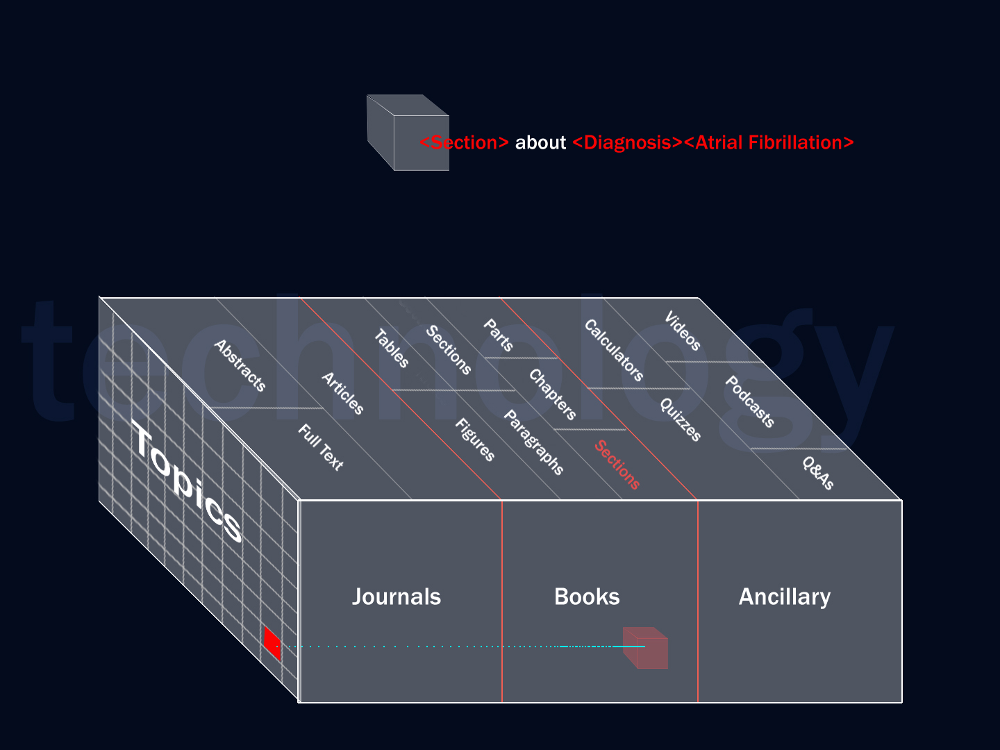 <Section> about <Diagnosis><Atrial Fibrillation>
technology
Abstracts
Articles
Full Text
Tables
Sections
Parts
Figures
Paragraphs
Chapters
Sections
Calculators
Videos
Quizzes
Podcasts
Q&As
Topics
Journals
Books
Ancillary